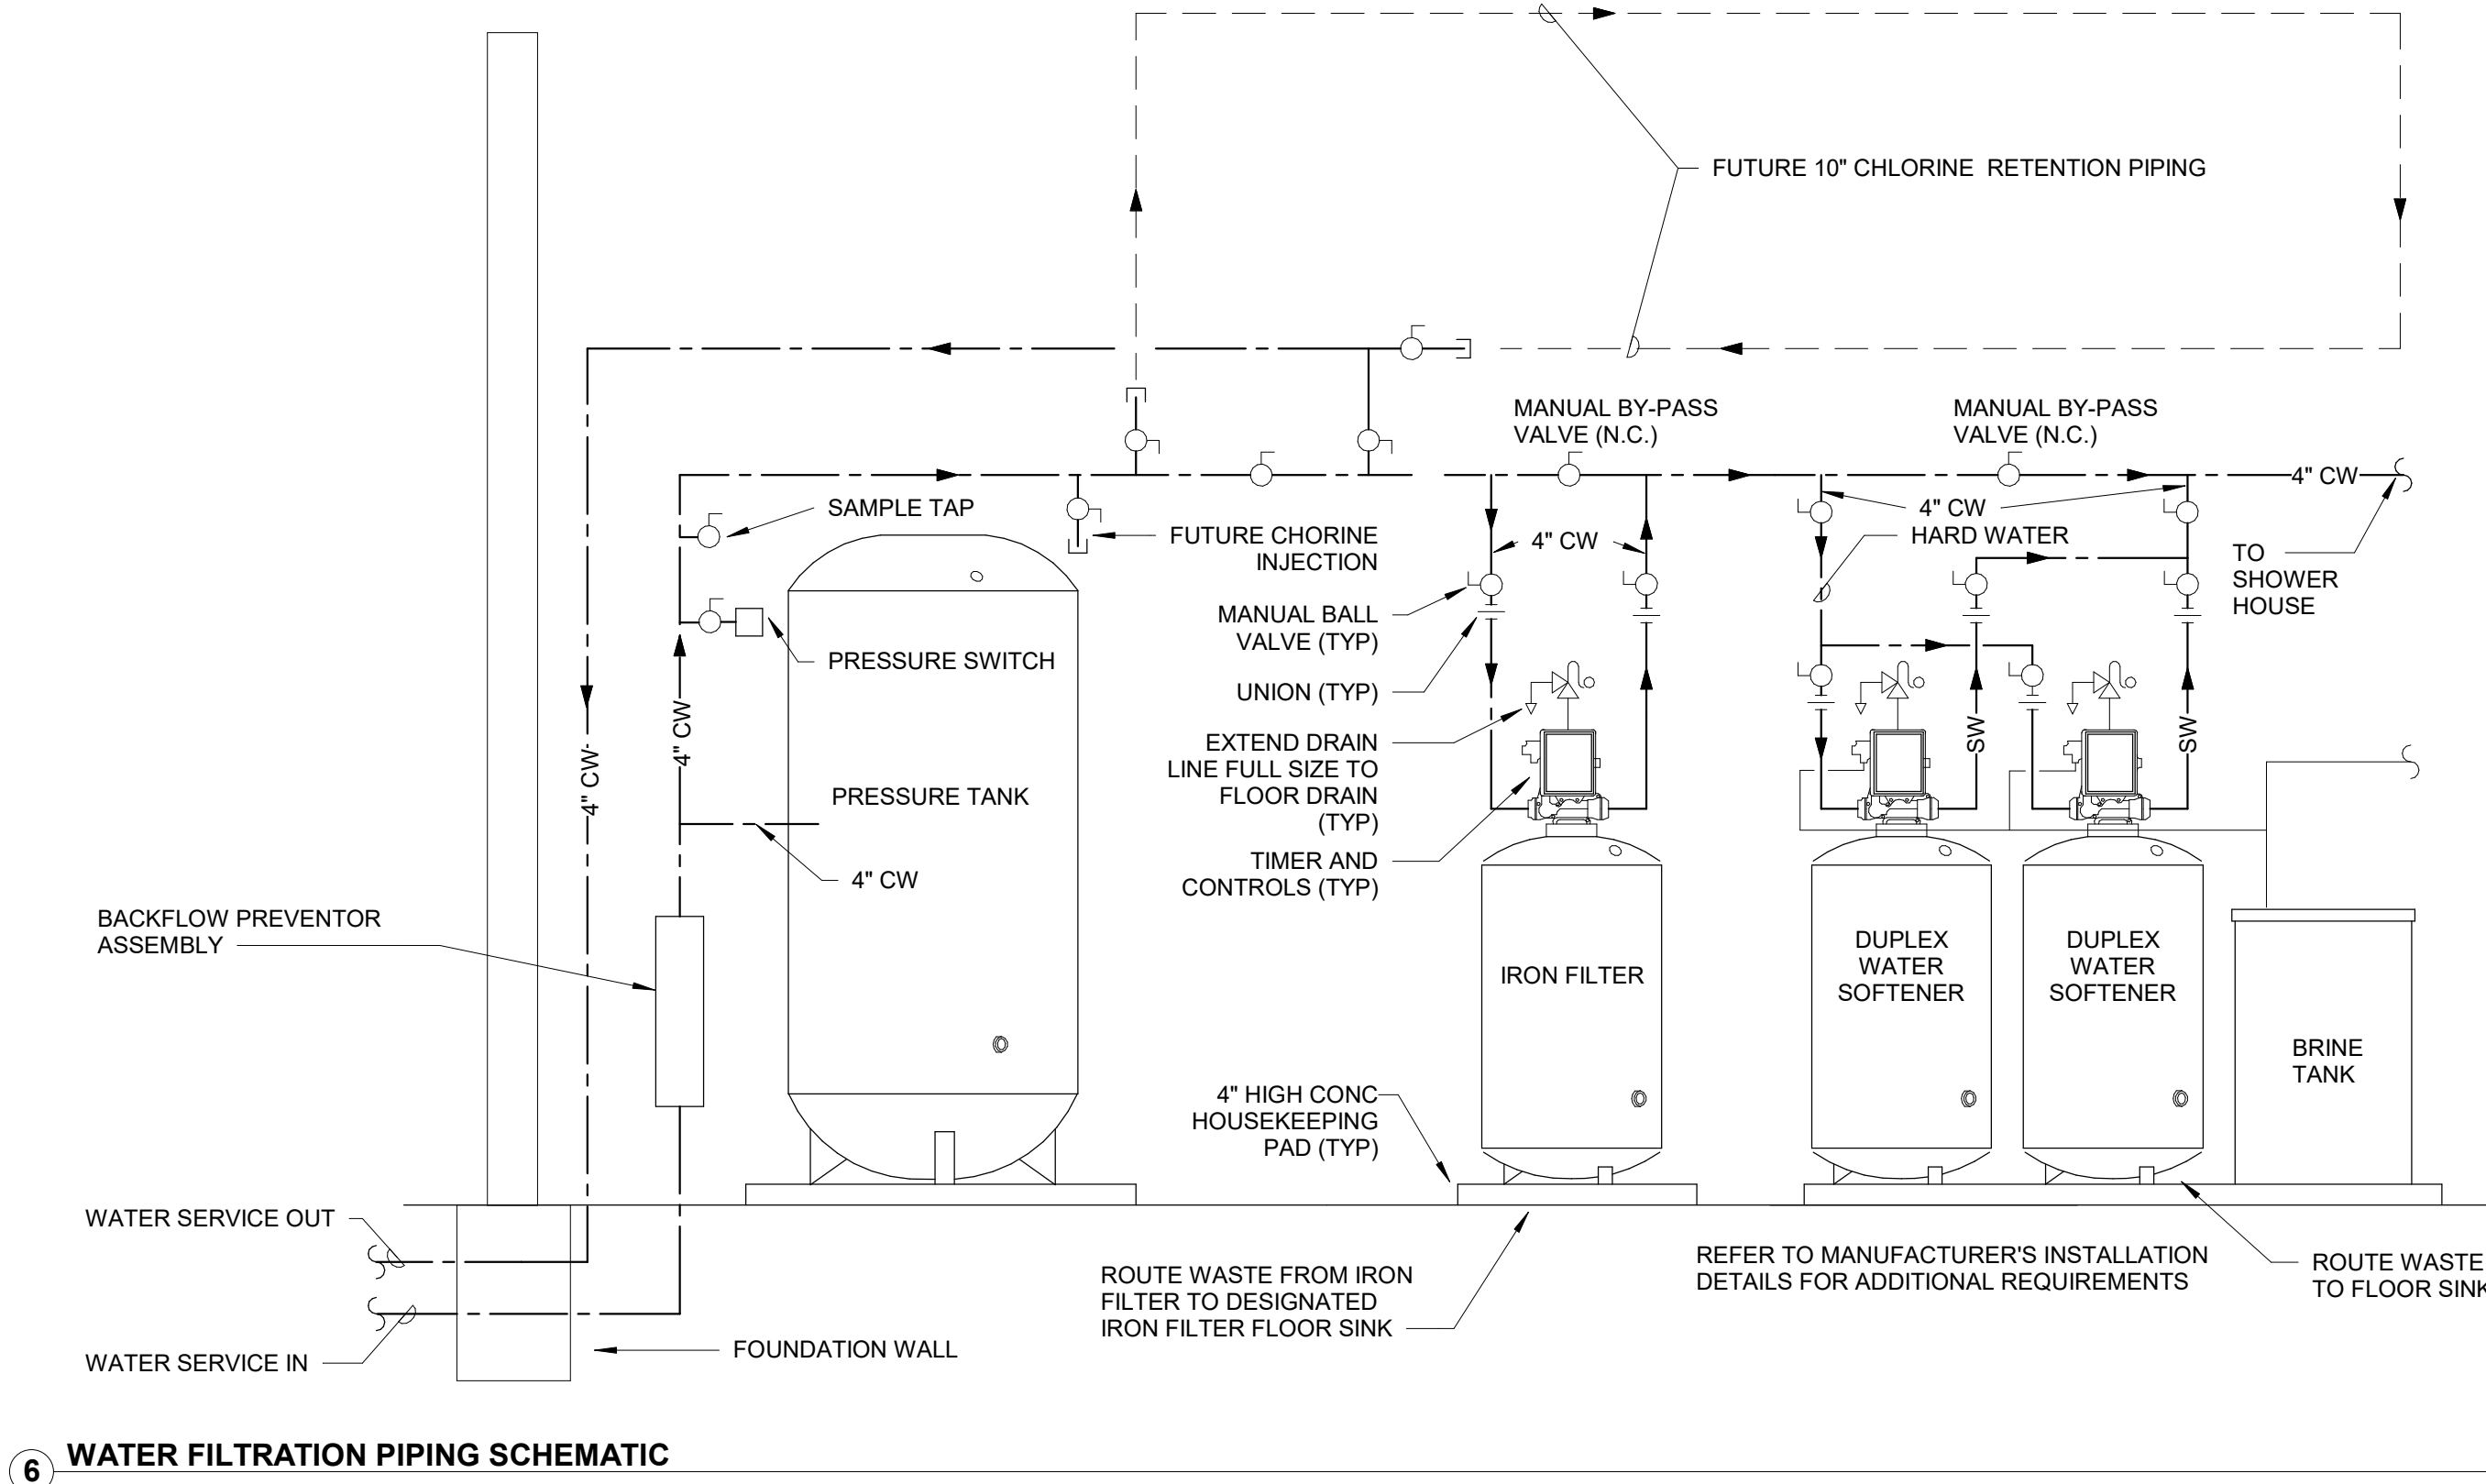 FUTURE 10" CHLORINE RETENTION PIPING
MANUAL BY-PASS
VALVE (N.C.)
MANUAL BY-PASS
VALVE (N.C.)
4" CW
SAMPLE TAP
FUTURE CHORINE
INJECTION
4" CW
4" CW
HARD WATER
TO
SHOWER
HOUSE
MANUAL BALL
VALVE (TYP)
PRESSURE SWITCH
UNION (TYP)
4" CW
4" CW
SW
SW
EXTEND DRAIN
LINE FULL SIZE TO
FLOOR DRAIN
(TYP)
PRESSURE TANK
TIMER AND
CONTROLS (TYP)
4" CW
BACKFLOW PREVENTOR
ASSEMBLY
IRON FILTER
DUPLEX
WATER
SOFTENER
DUPLEX
WATER
SOFTENER
BRINE
TANK
4" HIGH CONC
HOUSEKEEPING
PAD (TYP)
WATER SERVICE OUT
ROUTE WASTE FROM IRON
FILTER TO DESIGNATED
IRON FILTER FLOOR SINK
REFER TO MANUFACTURER'S INSTALLATION
DETAILS FOR ADDITIONAL REQUIREMENTS
ROUTE WASTE
TO FLOOR SINK
WATER SERVICE IN
FOUNDATION WALL
6 WATER FILTRATION PIPING SCHEMATIC